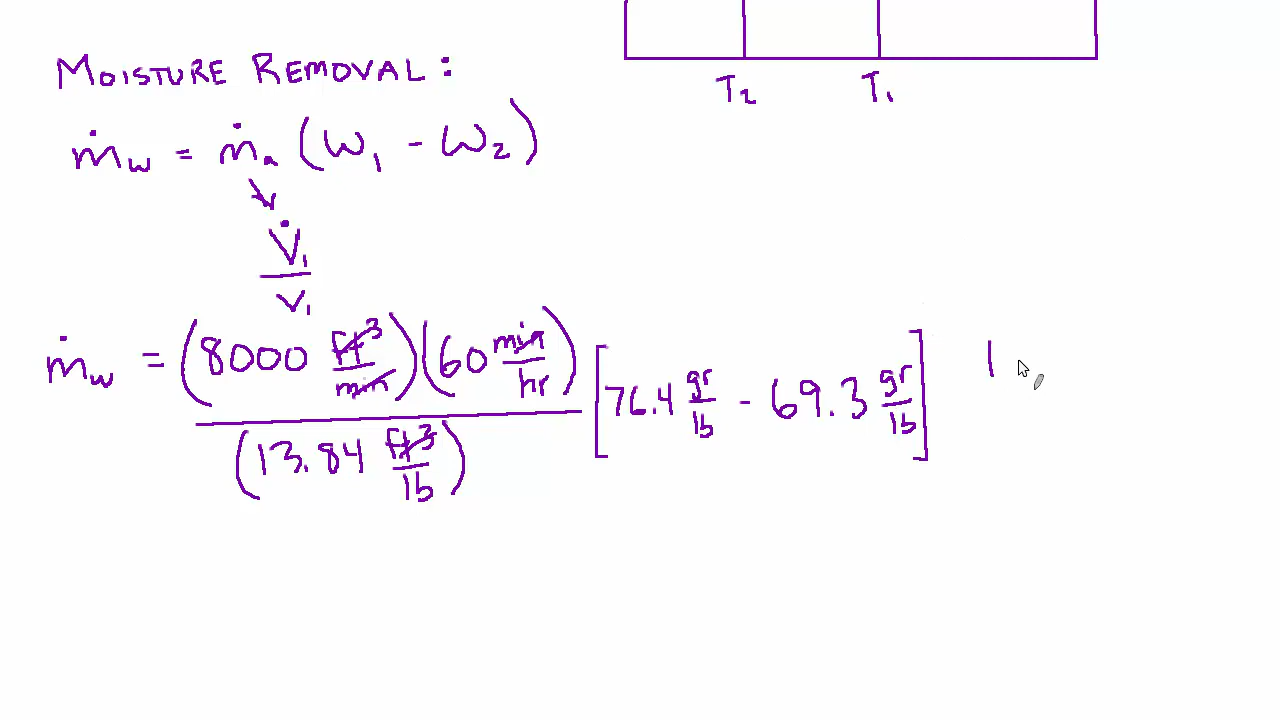 T₂ T₁
MOISTURE REMOVAL:
ṁw = ṁa (W₁ - W₂)
V̇₁
v₁
ṁw = (8000 ft³/min)(60 min/hr) [76.4 gr/lb - 69.3 gr/lb] 1
(13.84 ft³/lb)